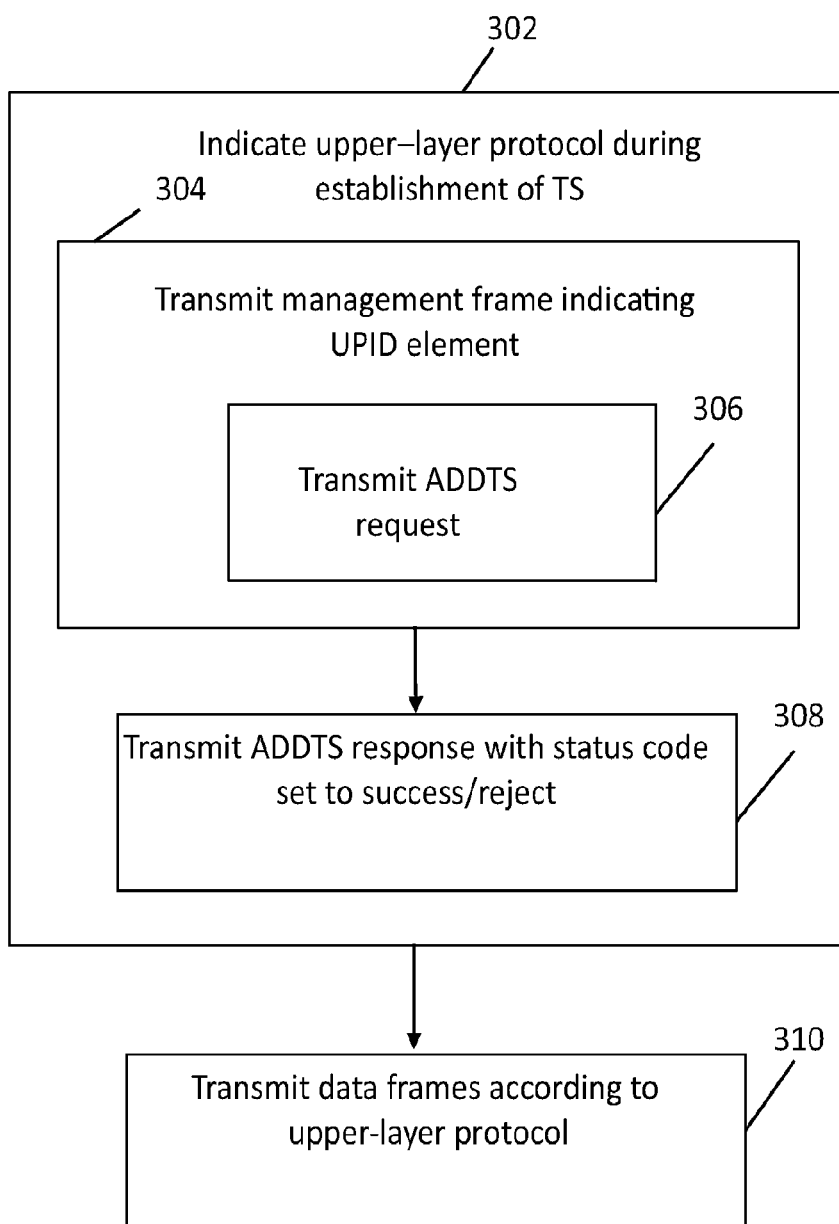 302
Indicate upper–layer protocol during
establishment of TS
304
Transmit management frame indicating
UPID element
306
Transmit ADDTS
request
308
Transmit ADDTS response with status code
set to success/reject
310
Transmit data frames according to
upper-layer protocol